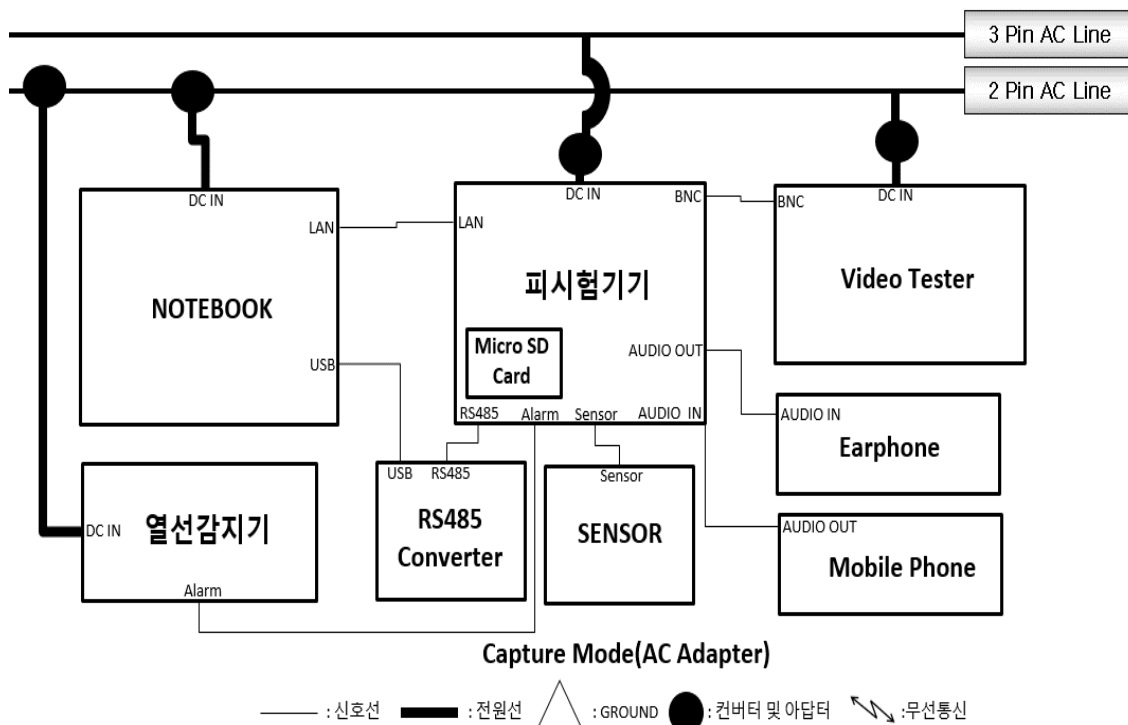 3 Pin AC Line
2 Pin AC Line
DC IN
LAN
NOTEBOOK
USB
DC IN
BNC
LAN
피시험기기
Micro SD
Card
AUDIO OUT
RS485
Alarm
Sensor
AUDIO IN
DC IN
BNC
Video Tester
AUDIO IN
Earphone
AUDIO OUT
Mobile Phone
DC IN
열선감지기
Alarm
USB
RS485
RS485
Converter
Sensor
SENSOR
Capture Mode(AC Adapter)
: 신호선
: 전원선
: GROUND
: 컨버터 및 아답터
:무선통신